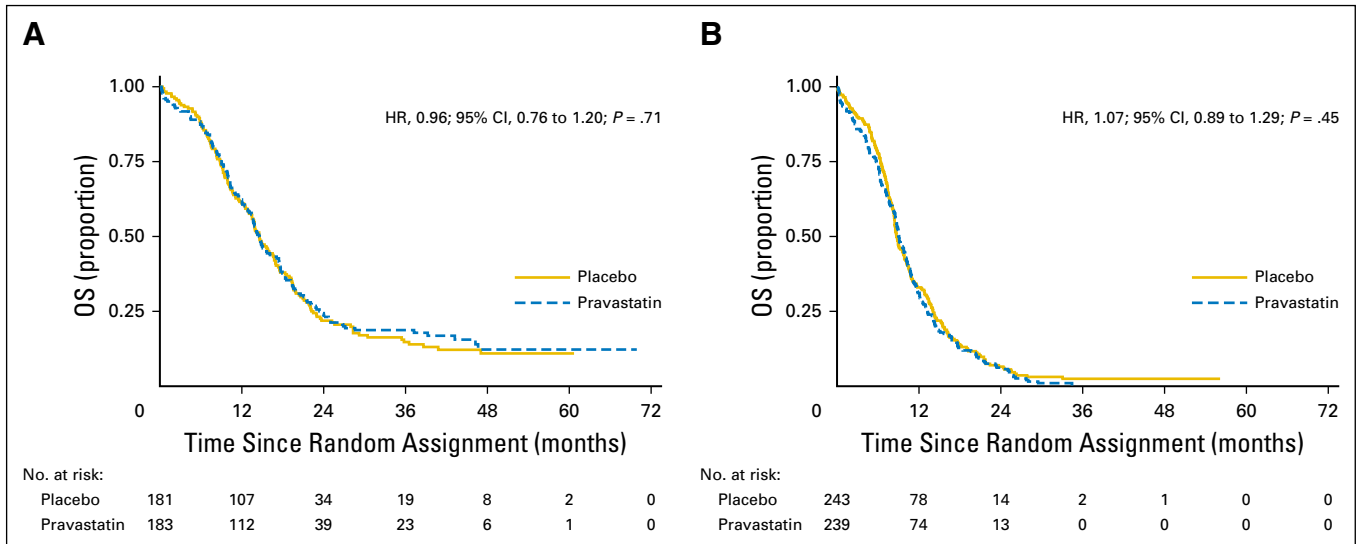 A
OS (proportion)
1.00
0.75
0.50
0.25
HR, 0.96; 95% CI, 0.76 to 1.20; P = .71
Placebo
Pravastatin
0 12 24 36 48 60 72
Time Since Random Assignment (months)
No. at risk:
Placebo 181 107 34 19 8 2 0
Pravastatin 183 112 39 23 6 1 0
B
OS (proportion)
1.00
0.75
0.50
0.25
HR, 1.07; 95% CI, 0.89 to 1.29; P = .45
Placebo
Pravastatin
0 12 24 36 48 60 72
Time Since Random Assignment (months)
No. at risk:
Placebo 243 78 14 2 1 0 0
Pravastatin 239 74 13 0 0 0 0